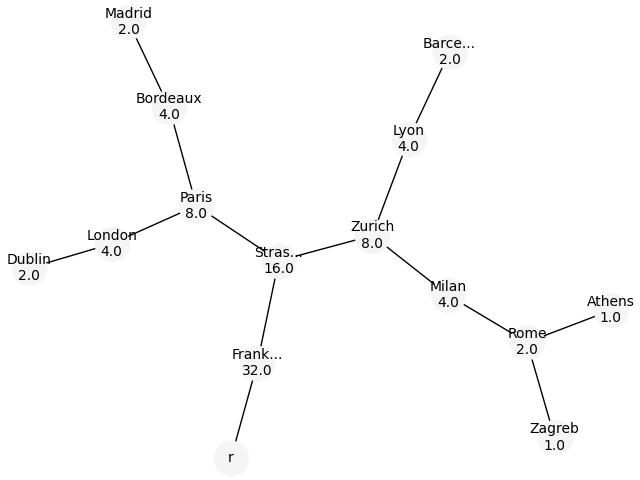 Madrid
2.0
Barce...
2.0
Bordeaux
4.0
Lyon
4.0
Paris
8.0
Zurich
8.0
London
4.0
Dublin
2.0
Stras...
16.0
Milan
4.0
Athens
1.0
Rome
2.0
Frank...
32.0
Zagreb
1.0
r